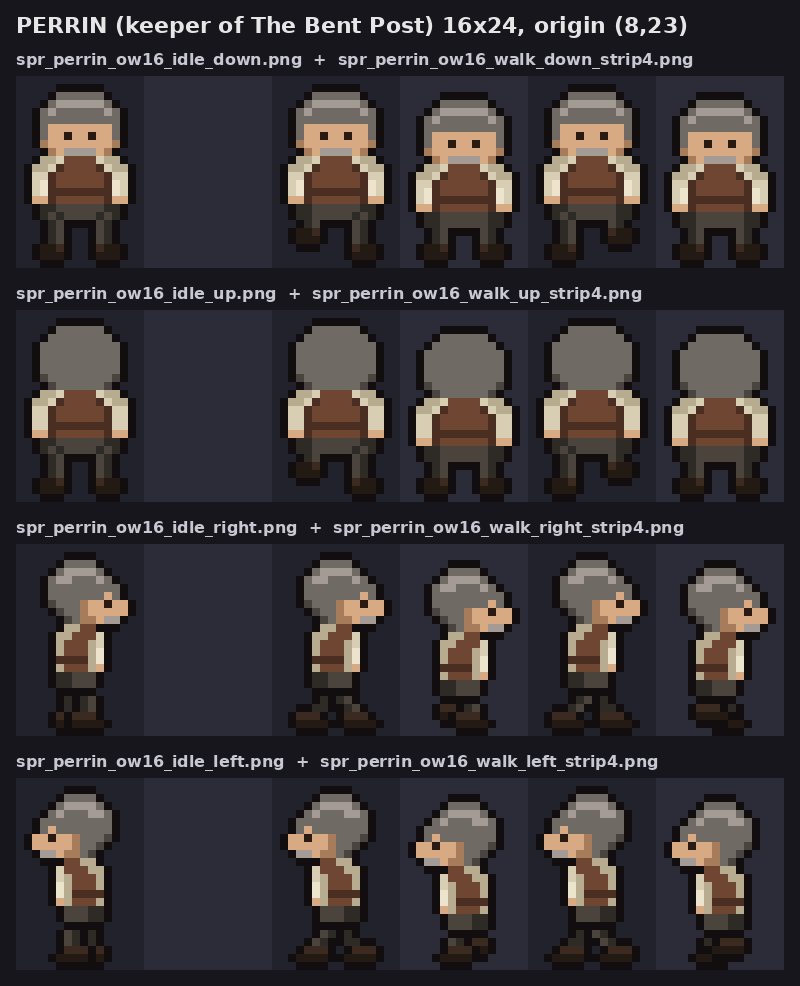 PERRIN (keeper of The Bent Post) 16x24, origin (8,23)
spr_perrin_ow16_idle_down.png + spr_perrin_ow16_walk_down_strip4.png
spr_perrin_ow16_idle_up.png + spr_perrin_ow16_walk_up_strip4.png
spr_perrin_ow16_idle_right.png + spr_perrin_ow16_walk_right_strip4.png
spr_perrin_ow16_idle_left.png + spr_perrin_ow16_walk_left_strip4.png